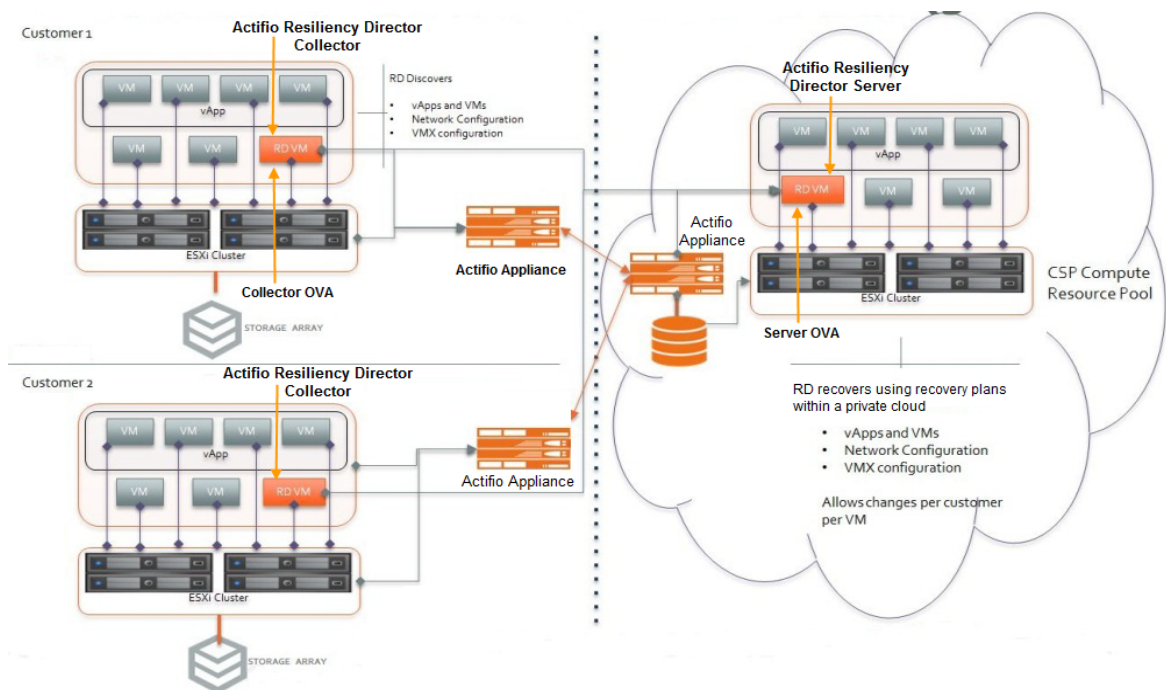 Customer 1
Actifio Resiliency Director
Collector
VM
VM
VM
VM
vApp
VM
VM
RD VM
RD Discovers
• vApps and VMs
• Network Configuration
• VMX configuration
ESXi Cluster
Collector OVA
STORAGE ARRAY
Actifio Appliance
Customer 2
Actifio Resiliency Director
Collector
VM
VM
VM
VM
vApp
VM
VM
RD VM
ESXi Cluster
STORAGE ARRAY
Actifio Appliance
Actifio Resiliency
Director Server
VM
VM
VM
VM
vApp
RD VM
VM
VM
Actifio
Appliance
ESXi Cluster
Server OVA
CSP Compute
Resource Pool
RD recovers using recovery plans
within a private cloud
• vApps and VMs
• Network Configuration
• VMX configuration
Allows changes per customer
per VM